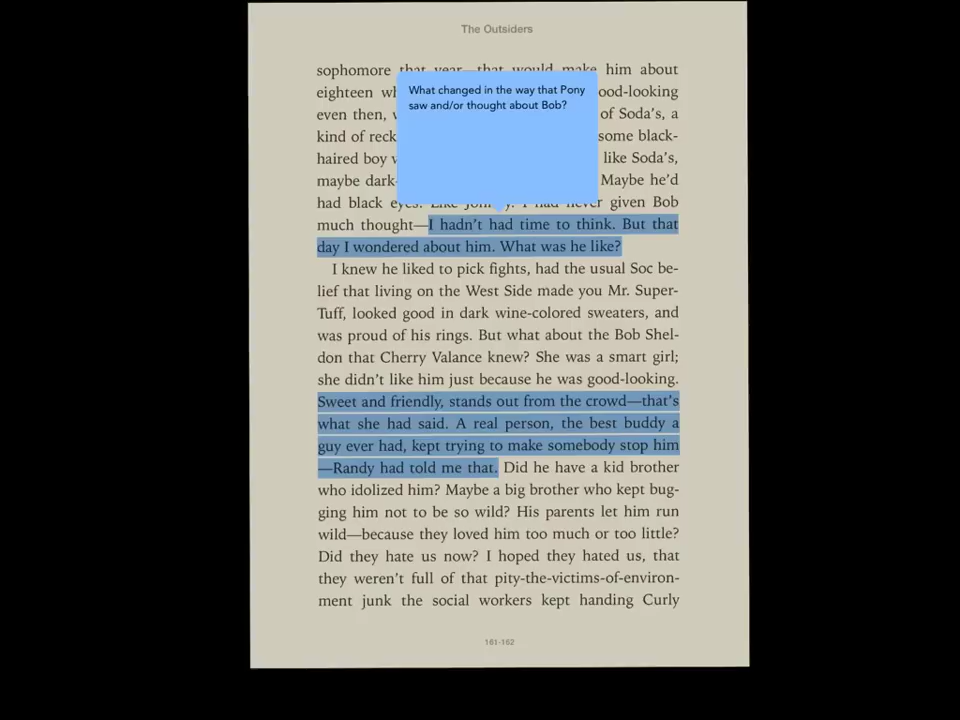 The Outsiders
sophomore that year—that would make him about
eighteen wh
ood-looking
even then, w
of Soda's, a
kind of reck
some black-
haired boy w
like Soda's,
maybe dark-
Maybe he'd
had black eyes. Like Johnny. I had never given Bob
much thought—I hadn't had time to think. But that
day I wondered about him. What was he like?
What changed in the way that Pony
saw and/or thought about Bob?
I knew he liked to pick fights, had the usual Soc be-
lief that living on the West Side made you Mr. Super-
Tuff, looked good in dark wine-colored sweaters, and
was proud of his rings. But what about the Bob Shel-
don that Cherry Valance knew? She was a smart girl;
she didn't like him just because he was good-looking.
Sweet and friendly, stands out from the crowd—that's
what she had said. A real person, the best buddy a
guy ever had, kept trying to make somebody stop him
—Randy had told me that. Did he have a kid brother
who idolized him? Maybe a big brother who kept bug-
ging him not to be so wild? His parents let him run
wild—because they loved him too much or too little?
Did they hate us now? I hoped they hated us, that
they weren't full of that pity-the-victims-of-environ-
ment junk the social workers kept handing Curly
161-162